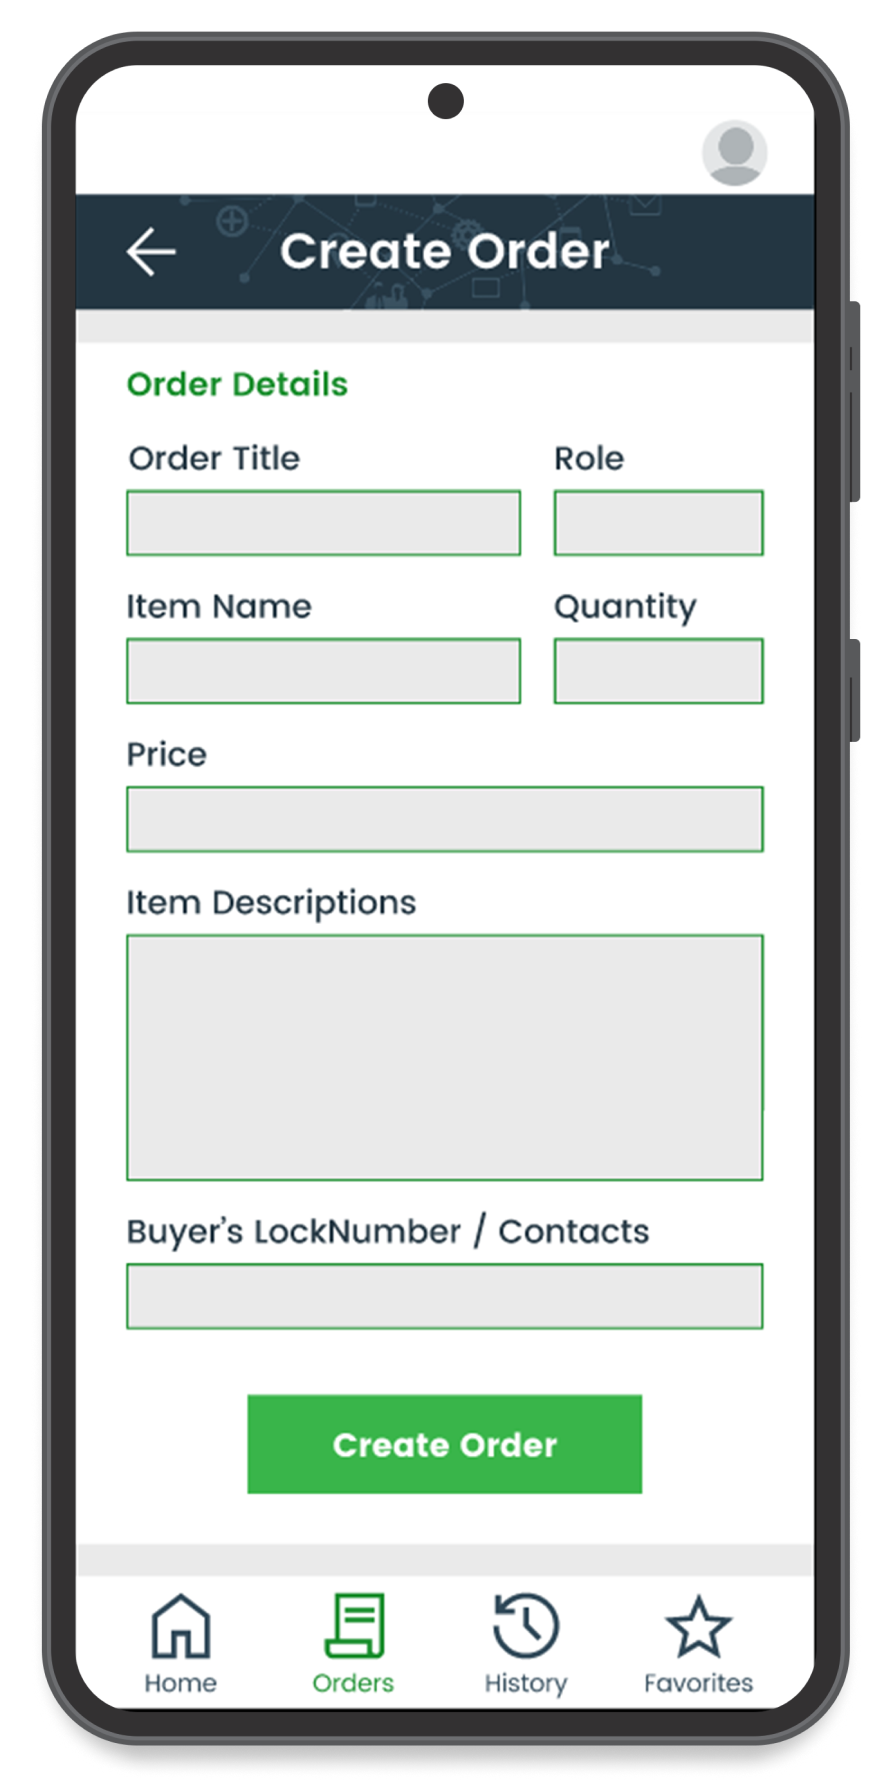 Create Order
Order Details
Order Title Role
Item Name Quantity
Price
Item Descriptions
Buyer’s LockNumber / Contacts
Create Order
Home Orders History Favorites